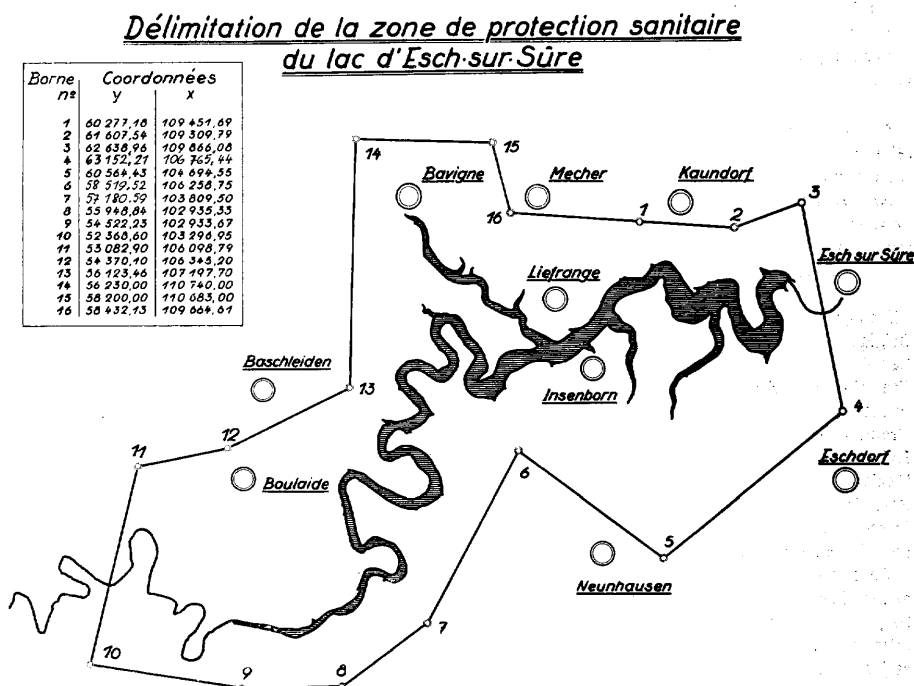 Délimitation de la zone de protection sanitaire
du lac d'Esch-sur-Sûre
Borne Coordonnées
nº y x
1 60 277,18 109 451,69
2 61 607,54 109 309,79
3 62 638,96 109 866,08
4 63 152,21 106 765,44
5 60 564,43 104 694,55
6 58 519,52 106 258,75
7 57 180,59 103 809,50
8 55 948,84 102 935,33
9 54 522,23 102 933,67
10 52 368,60 103 296,95
11 53 082,90 106 098,79
12 54 370,10 106 345,20
13 56 123,46 107 197,70
14 56 230,00 110 740,00
15 58 200,00 110 683,00
16 58 432,13 109 664,61
14
15
Bavigne
Mecher
Kaundorf
3
16
1
2
Liefrange
Esch sur Sûre
Baschleiden
13
Insenborn
4
12
11
Boulaide
6
Eschdorf
5
Neunhausen
7
10
9
8